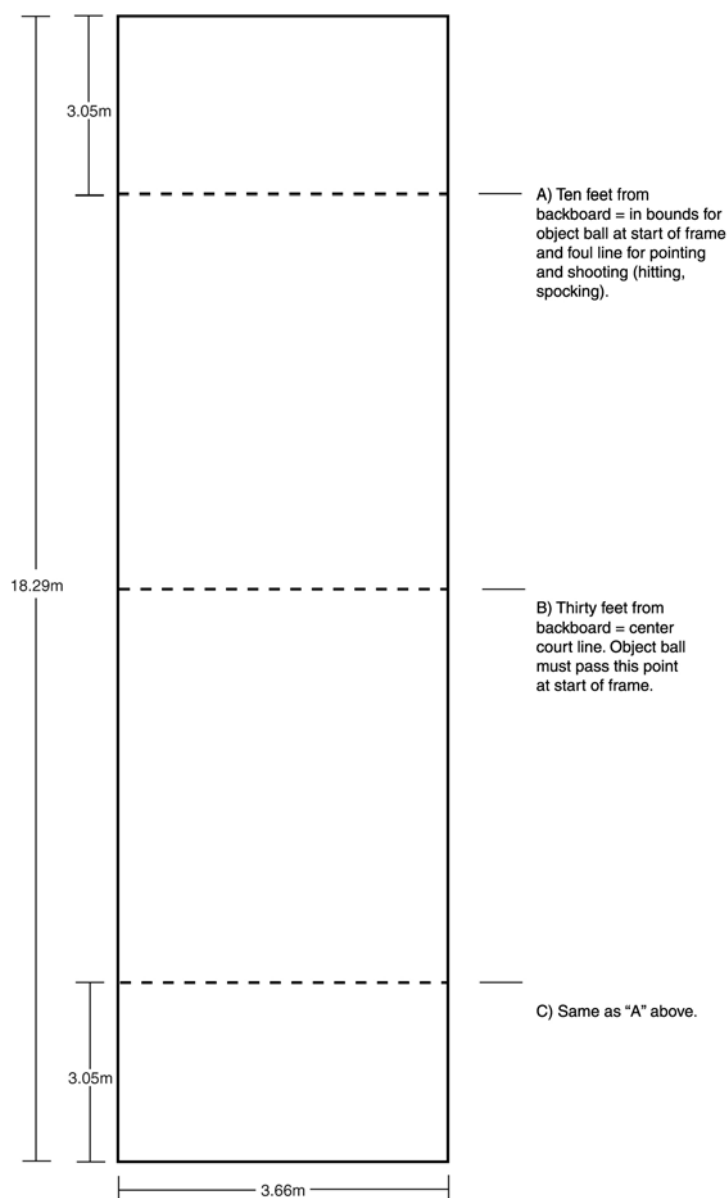 3.05m
A) Ten feet from
backboard = in bounds for
object ball at start of frame
and foul line for pointing
and shooting (hitting,
spocking).
18.29m
B) Thirty feet from
backboard = center
court line. Object ball
must pass this point
at start of frame.
C) Same as “A” above.
3.05m
3.66m